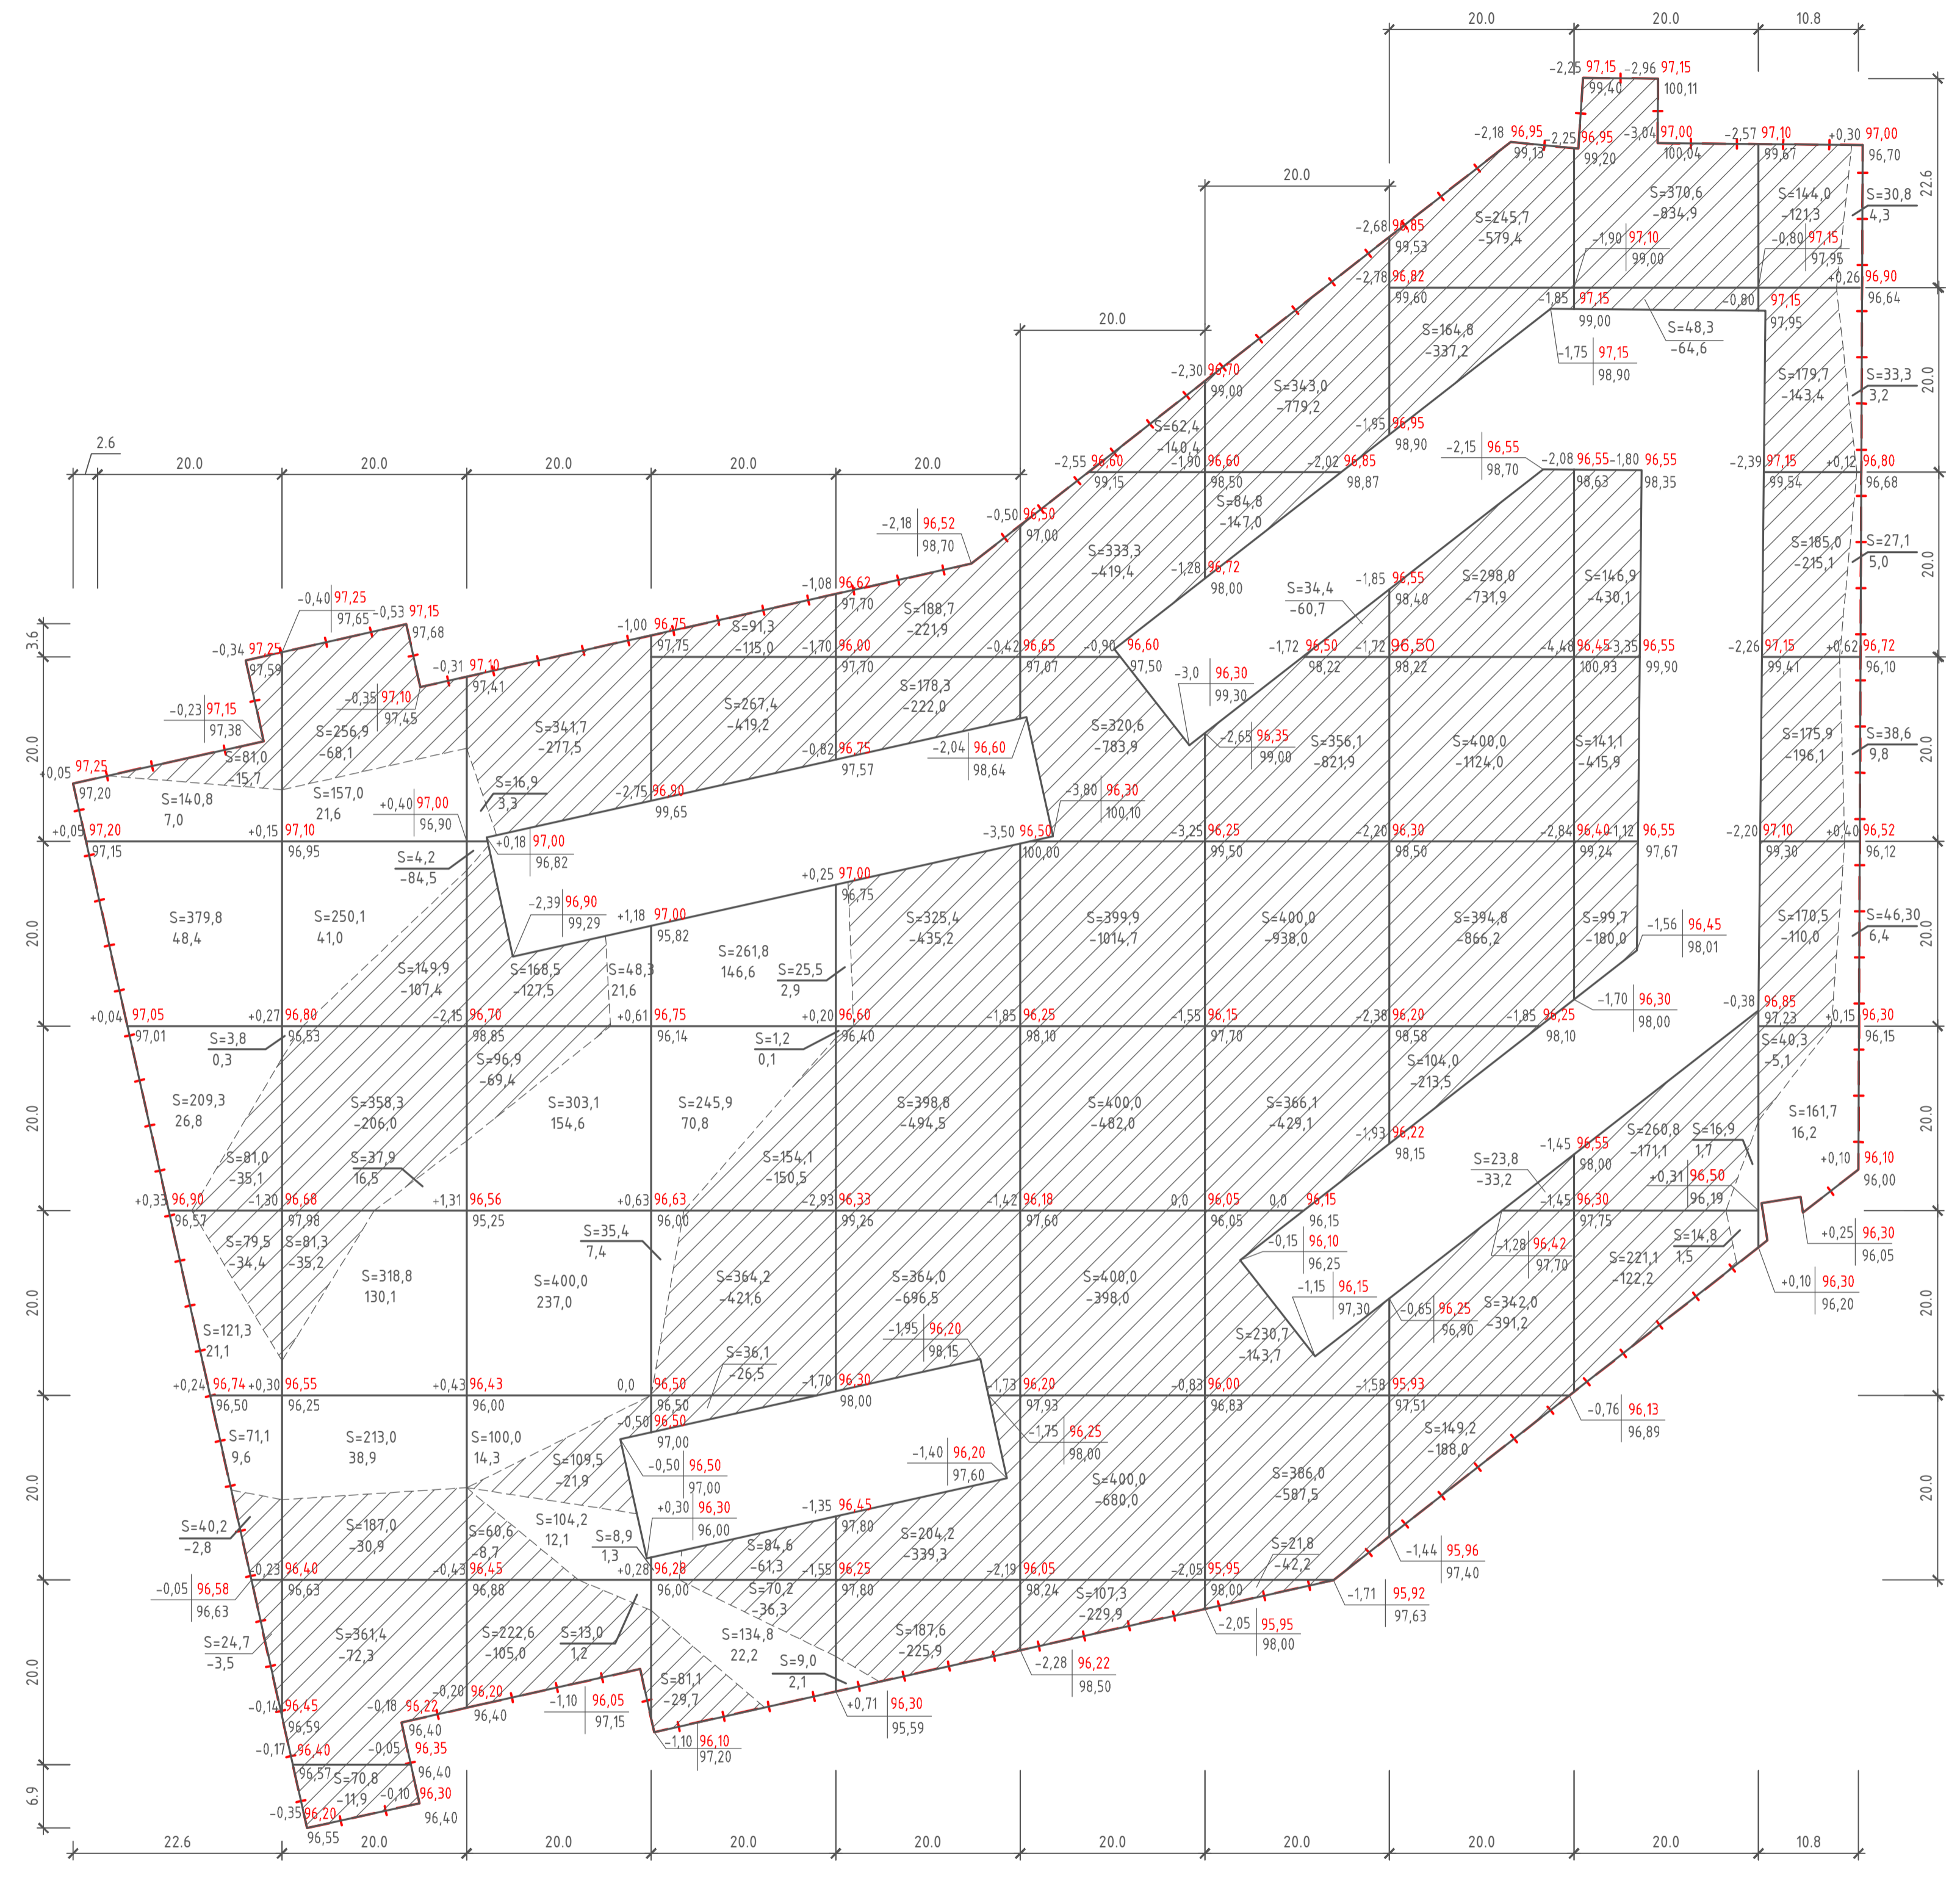 20.0 20.0 10.8
-2,25 97,15 -2,96 97,15
99,40 100,11
-2,18 96,95 -2,25 96,95 -3,04 97,00 -2,57 97,10 +0,30 97,00
99,13 99,20 100,04 99,67 96,70
20.0 22.6
S=245,7
-579,4
S=370,6
-834,9
S=144,0
-121,3
S=30,8
4,3
-2,68 96,85
99,53
-1,90 97,10
99,00
-0,80 97,15
97,95
-2,78 96,82
99,60
+0,26 96,90
96,64
-1,85 97,15
99,00
-0,80 97,15
97,95
20.0
S=164,8
-337,2
S=48,3
-64,6
-1,75 97,15
98,90
-2,30 96,70
99,00
S=343,0
-779,2
S=179,7
-143,4
S=33,3
3,2
20.0
S=62,4
-140,4
-1,95 96,95
98,90
-2,15 96,55
98,70
2.6
20.0 20.0 20.0 20.0 20.0
-2,55 96,60 -1,90 96,60 -2,02 96,85 -2,08 96,55 -1,80 96,55 -2,39 97,15 +0,12 96,80
99,15 98,50 98,87 98,63 98,35 99,54 96,68
S=84,8
-147,0
-0,50 96,50
97,00
-2,18 96,52
98,70
S=333,3
-419,4
-1,28 96,72
98,00
S=34,4
-60,7
-1,85 96,55
98,40
S=298,0
-731,9
S=146,9
-430,1
S=185,0
-215,1
S=27,1
5,0
20.0
-1,08 96,62
97,70
-0,40 97,25
97,65
-0,53 97,15
97,68
3.6
-1,00 96,75
97,75
S=91,3
-115,0
S=188,7
-221,9
-0,34 97,25
97,59
-0,31 97,10
97,41
-1,70 96,00 -0,42 96,65 -0,90 96,60 -1,72 96,50 -1,72 96,50 -4,48 96,45 -3,35 96,55 -2,26 97,15 +0,62 96,72
97,70 97,07 97,50 98,22 98,22 100,93 99,90 99,41 96,10
-3,0 96,30
99,30
-0,23 97,15
97,38
-0,35 97,10
97,45
S=267,4
-419,2
S=178,3
-222,0
S=81,0
-15,7
S=256,9
-68,1
S=341,7
-277,5
-0,82 96,75
97,57
-2,04 96,60
98,64
S=320,6
-783,9
-2,65 96,35
99,00
S=356,1
-821,9
S=400,0
-1124,0
S=141,1
-415,9
S=175,9
-196,1
S=38,6
9,8
20.0 20.0
+0,05 97,25
97,20
S=140,8
7,0
S=157,0
21,6
+0,40 97,00
96,90
S=16,9
3,3
-2,75 96,90
99,65
-3,80 96,30
100,10
+0,05 97,20 +0,15 97,10 +0,18 97,00 -3,50 96,50 -3,25 96,25 -2,20 96,30 -2,84 96,40 -1,12 96,55 -2,20 97,10 +0,40 96,52
97,15 96,95 96,82 100,00 99,50 98,50 99,24 97,67 99,30 96,12
S=4,2
-84,5
+0,25 97,00
96,75
-2,39 96,90
99,29
+1,18 97,00
95,82
S=379,8
48,4
S=250,1
41,0
S=325,4
-435,2
S=399,9
-1014,7
S=400,0
-938,0
S=394,8
-866,2
S=99,7
-180,0
-1,56 96,45
98,01
S=170,5
-110,0
S=46,30
6,4
20.0 20.0
S=149,9
-107,4
S=168,5
-127,5
S=48,3
21,6
S=261,8
146,6
S=25,5
2,9
-1,70 96,30
98,00
+0,04 97,05 +0,27 96,80 -2,15 96,70 +0,61 96,75 +0,20 96,60 -1,85 96,25 -1,55 96,15 -2,38 96,20 -1,85 96,25 -0,38 96,85 +0,15 96,30
97,01 96,53 98,85 96,14 96,40 98,10 97,70 98,58 98,10 97,23 96,15
S=3,8
0,3
S=1,2
0,1
S=96,9
-69,4
S=104,0
-213,5
S=40,3
-5,1
S=209,3
26,8
S=358,3
-206,0
S=303,1
154,6
S=245,9
70,8
S=398,8
-494,5
S=400,0
-482,0
S=366,1
-429,1
-1,93 96,22
98,15
S=260,8
-171,1
S=16,9
1,7
S=161,7
16,2
20.0 20.0
S=81,0
-35,1
S=37,9
16,5
S=154,1
-150,5
S=23,8
-33,2
-1,45 96,55
98,00
+0,31 96,50
96,19
+0,10 96,10
96,00
+0,33 96,90 -1,30 96,68 +1,31 96,56 +0,63 96,63 -2,93 96,33 -1,42 96,18 0,0 96,05 0,0 96,15 -1,45 96,30
96,57 97,98 95,25 96,00 99,26 97,60 96,05 96,15 97,75
S=79,5
-34,4
S=81,3
-35,2
S=35,4
7,4
-0,15 96,10
96,25
-1,28 96,42
97,70
S=14,8
1,5
+0,25 96,30
96,05
S=318,8
130,1
S=400,0
237,0
S=364,2
-421,6
S=364,0
-696,5
S=400,0
-398,0
-1,15 96,15
97,30
-0,65 96,25
96,90
S=342,0
-391,2
S=221,1
-122,2
+0,10 96,30
96,20
20.0 20.0
S=121,3
21,1
S=36,1
-26,5
-1,95 96,20
98,15
S=230,7
-143,7
+0,24 96,74 +0,30 96,55 +0,43 96,43 0,0 96,50 -1,70 96,30 -1,73 96,20 -0,83 96,00 -1,58 95,93
96,50 96,25 96,00 96,50 98,00 97,93 96,83 97,51
-0,76 96,13
96,89
-0,50 96,50
97,00
S=71,1
9,6
S=213,0
38,9
S=100,0
14,3
S=109,5
-21,9
-0,50 96,50
97,00
-1,40 96,20
97,60
-1,75 96,25
98,00
S=149,2
-188,0
S=400,0
-680,0
S=386,0
-587,5
20.0 20.0
S=40,2
-2,8
S=187,0
-30,9
S=60,6
-8,7
S=104,2
12,1
+0,30 96,30
96,00
-1,35 96,45
97,80
S=8,9
1,3
S=84,6
-61,3
S=204,2
-339,3
S=21,8
-42,2
-1,44 95,96
97,40
-0,23 96,40 -0,43 96,45 +0,28 96,28 -1,55 96,25 -2,19 96,05 -2,05 95,95
96,63 96,88 96,00 97,80 98,24 98,00
-0,05 96,58
96,63
S=70,2
-36,3
S=107,3
-229,9
-1,71 95,92
97,63
-2,05 95,95
98,00
S=24,7
-3,5
S=361,4
-72,3
S=222,6
-105,0
S=13,0
1,2
S=134,8
22,2
S=187,6
-225,9
20.0
S=81,1
-29,7
S=9,0
2,1
-2,28 96,22
98,50
-0,14 96,45
96,59
-0,18 96,22
96,40
-0,20 96,20
96,40
-1,10 96,05
97,15
+0,71 96,30
95,59
-0,17 96,40
96,57
-0,05 96,35
96,40
-1,10 96,10
97,20
S=70,8
-11,9
-0,10 96,30
96,40
6.9
-0,35 96,20
96,55
22.6 20.0 20.0 20.0 20.0 20.0 20.0 20.0 10.8